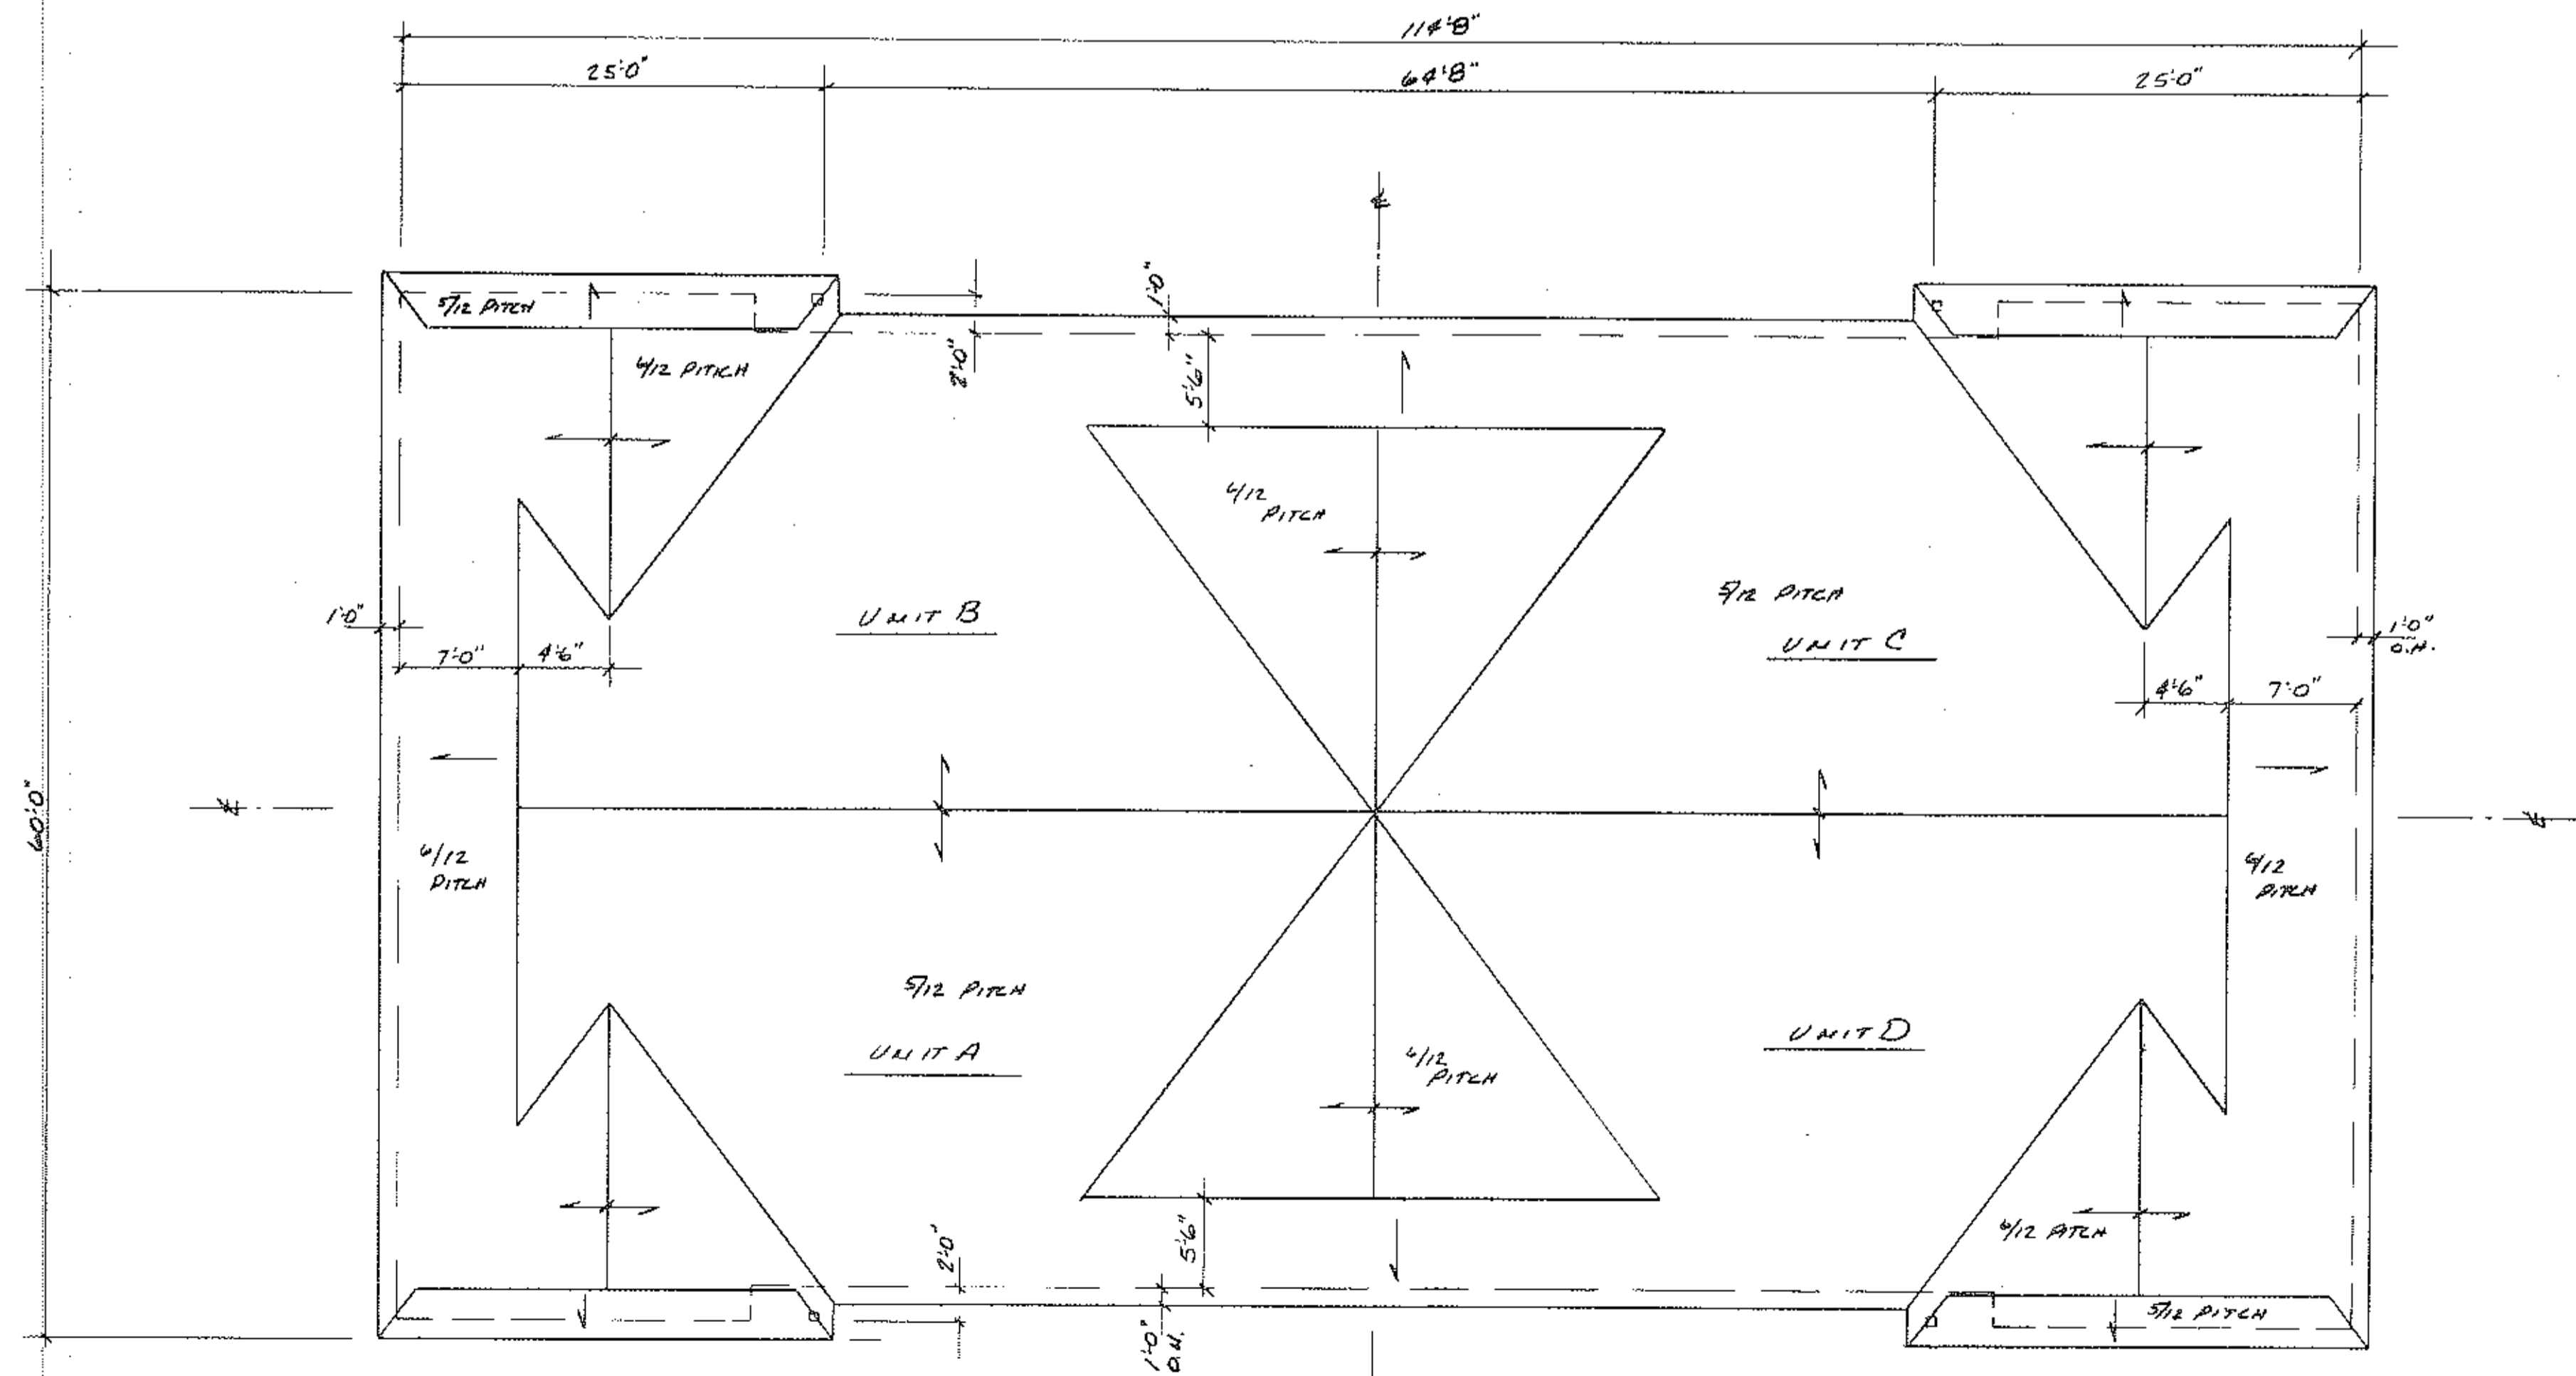 114'8"
25'0"
64'8"
25'0"
5/12 PITCH
1'0"
2'0"
5'6"
6/12 PITCH
6/12
PITCH
5/12 PITCH
UNIT B
UNIT C
1'0"
7'0"
4'6"
1'0"
O.H.
4'6"
7'0"
60'0"
6/12
PITCH
6/12
PITCH
5/12 PITCH
UNIT A
6/12
PITCH
UNIT D
2'0"
5'6"
6/12 PITCH
5/12 PITCH
1'0"
O.H.